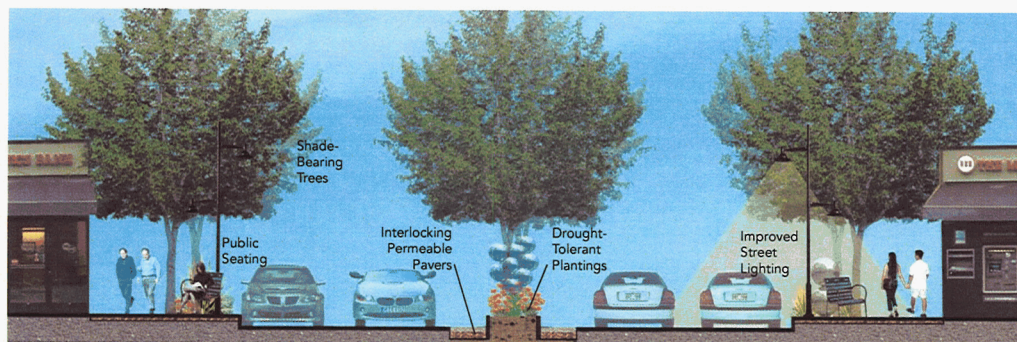 Shade-
Bearing
Trees
Public
Seating
Interlocking
Permeable
Pavers
Drought-
Tolerant
Plantings
Improved
Street
Lighting